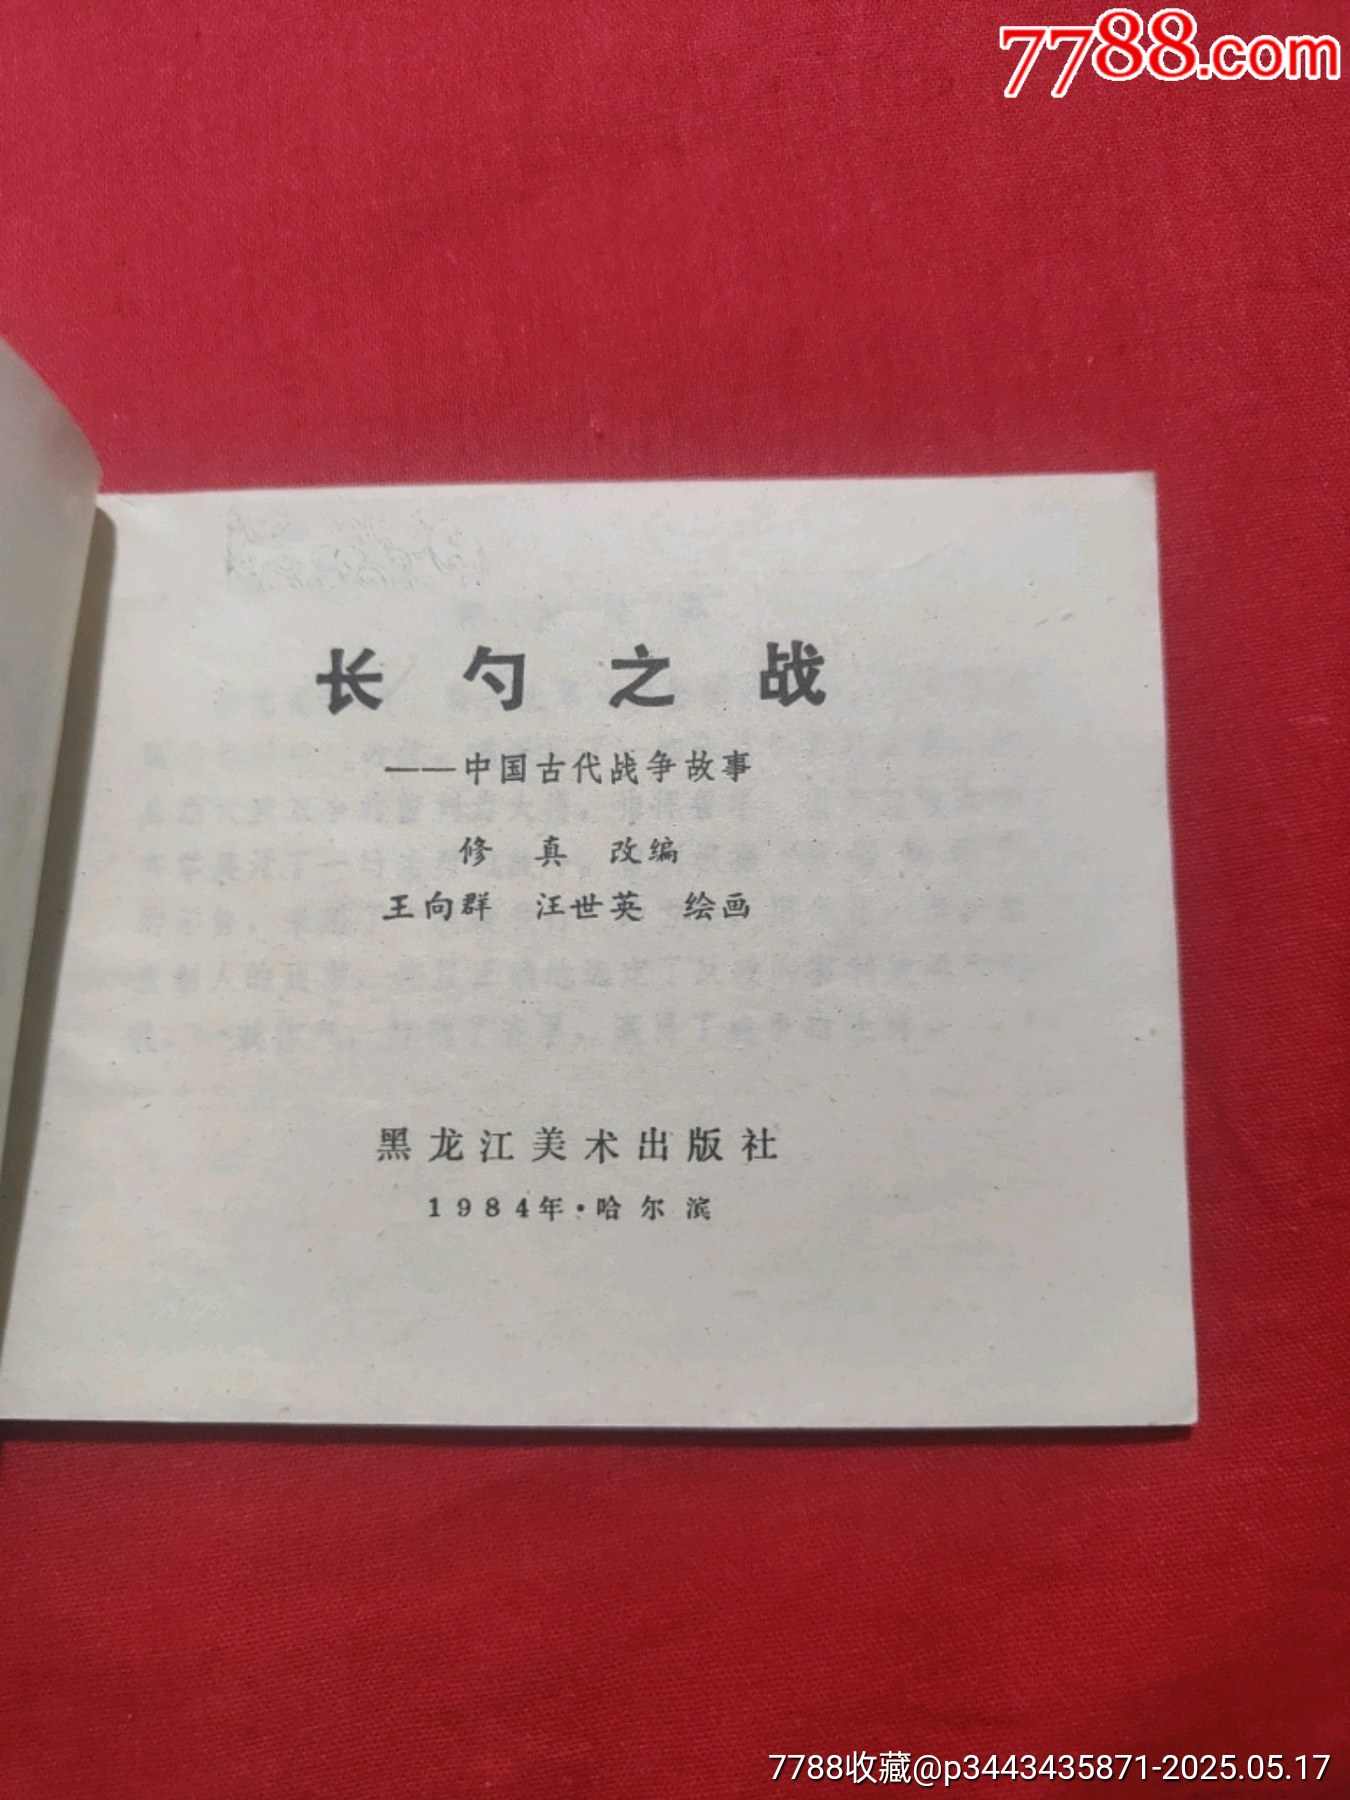 7788.com
长勺之战
——中国古代战争故事
修真 改编
王向群 汪世英 绘画
黑龙江美术出版社
1984年·哈尔滨
7788收藏@p3443435871-2025.05.17